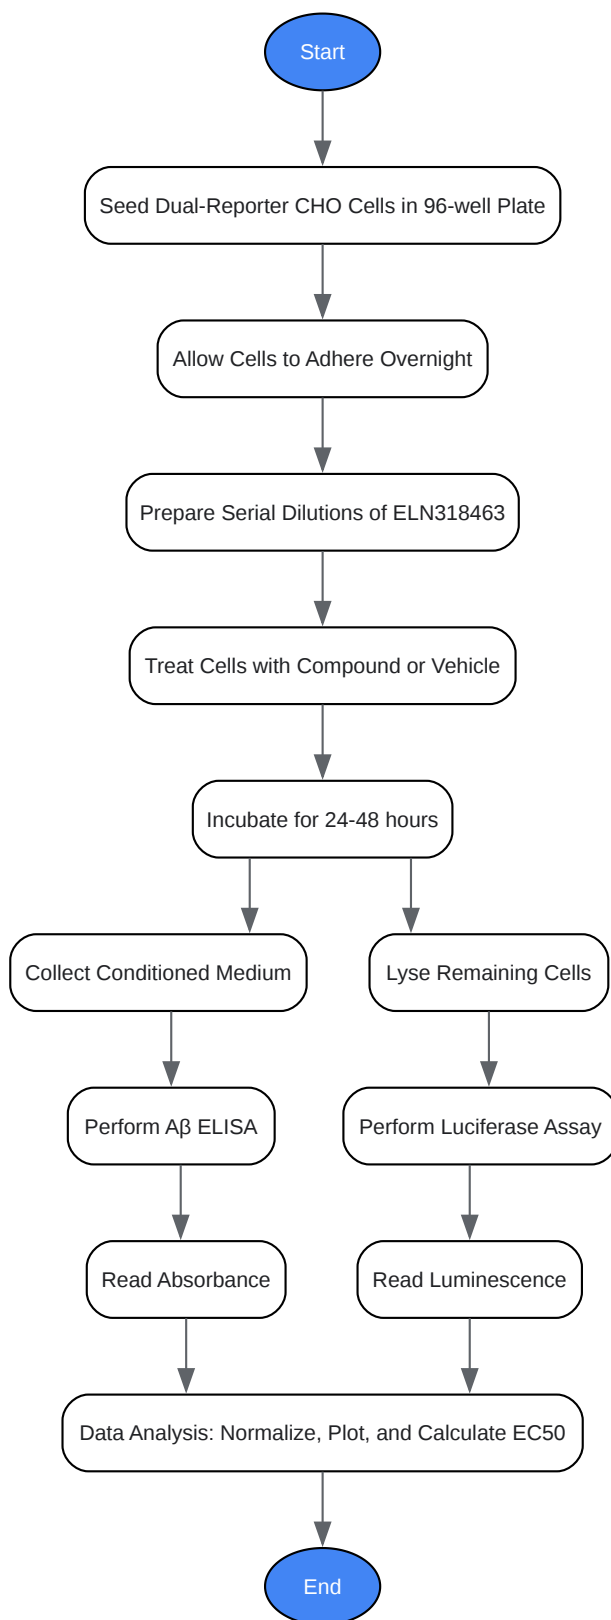 Start
Seed Dual-Reporter CHO Cells in 96-well Plate
Allow Cells to Adhere Overnight
Prepare Serial Dilutions of ELN318463
Treat Cells with Compound or Vehicle
Incubate for 24-48 hours
Collect Conditioned Medium
Lyse Remaining Cells
Perform Aβ ELISA
Perform Luciferase Assay
Read Absorbance
Read Luminescence
Data Analysis: Normalize, Plot, and Calculate EC50
End